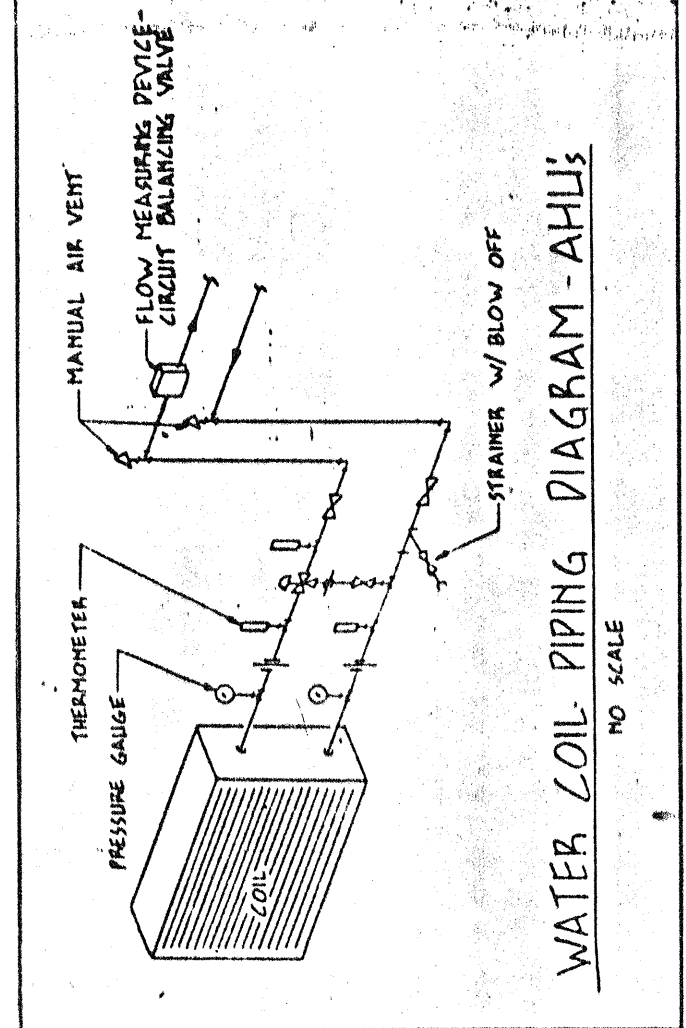 MANUAL AIR VENT
FLOW MEASURING DEVICE-
CIRCUIT BALANCING VALVE
THERMOMETER
PRESSURE GAUGE
COIL
STRAINER W/ BLOW OFF
WATER COIL PIPING DIAGRAM-AHU's
NO SCALE